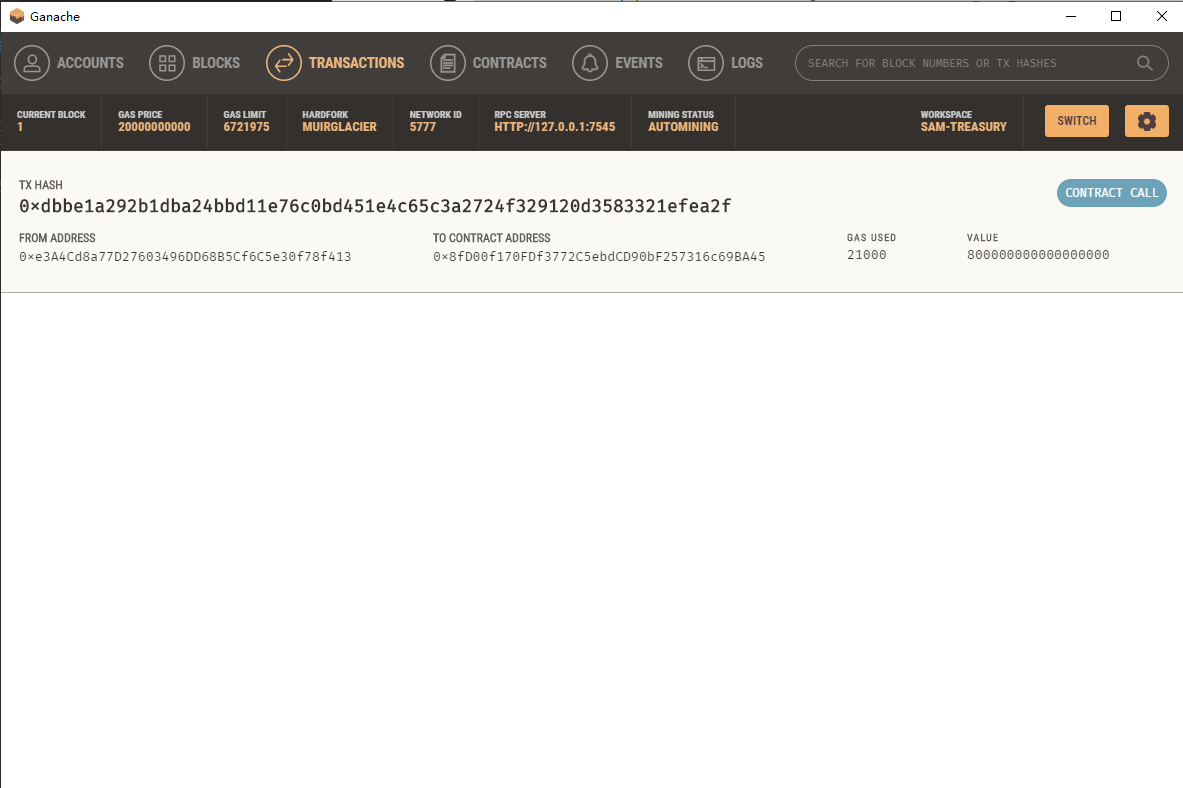 Ganache
ACCOUNTS BLOCKS TRANSACTIONS CONTRACTS EVENTS LOGS SEARCH FOR BLOCK NUMBERS OR TX HASHES
CURRENT BLOCK GAS PRICE GAS LIMIT HARDFORK NETWORK ID RPC SERVER MINING STATUS WORKSPACE
1 20000000000 6721975 MUIRGLACIER 5777 HTTP://127.0.0.1:7545 AUTOMINING SAM-TREASURY SWITCH
TX HASH
0×dbbe1a292b1dba24bbd11e76c0bd451e4c65c3a2724f329120d3583321efea2f CONTRACT CALL
FROM ADDRESS TO CONTRACT ADDRESS GAS USED VALUE
0×e3A4Cd8a77D27603496DD68B5Cf6C5e30f78f413 0×8fD00f170FDf3772C5ebdCD90bF257316c69BA45 21000 800000000000000000